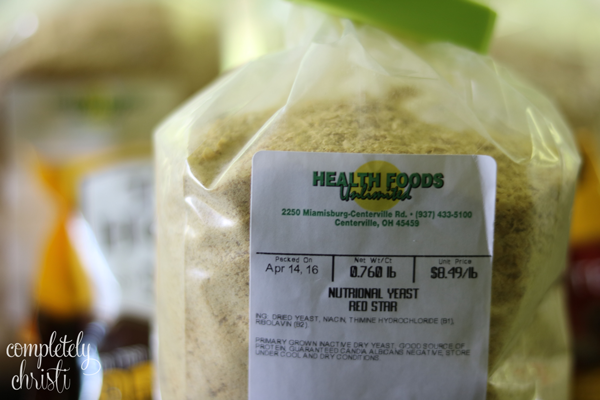 HEALTH FOODS
Unlimited
2250 Miamisburg-Centerville Rd. • (937) 433-5100
Centerville, OH 45459
Packed On Net Wt/Ct Unit Price
Apr 14, 16 0.760 lb $8.49/lb
NUTRIONAL YEAST
RED STAR
ING: DRIED YEAST, NIACIN, THIMINE HYDROCHLORIDE (B1),
RIBOLAVIN (B2)
PRIMARY GROWN INACTIVE DRY YEAST, GOOD SOURCE OF
PROTEIN, GUARANTEED CANDIA ALBICANS NEGATIVE, STORE
UNDER COOL AND DRY CONDITIONS
completely
christi